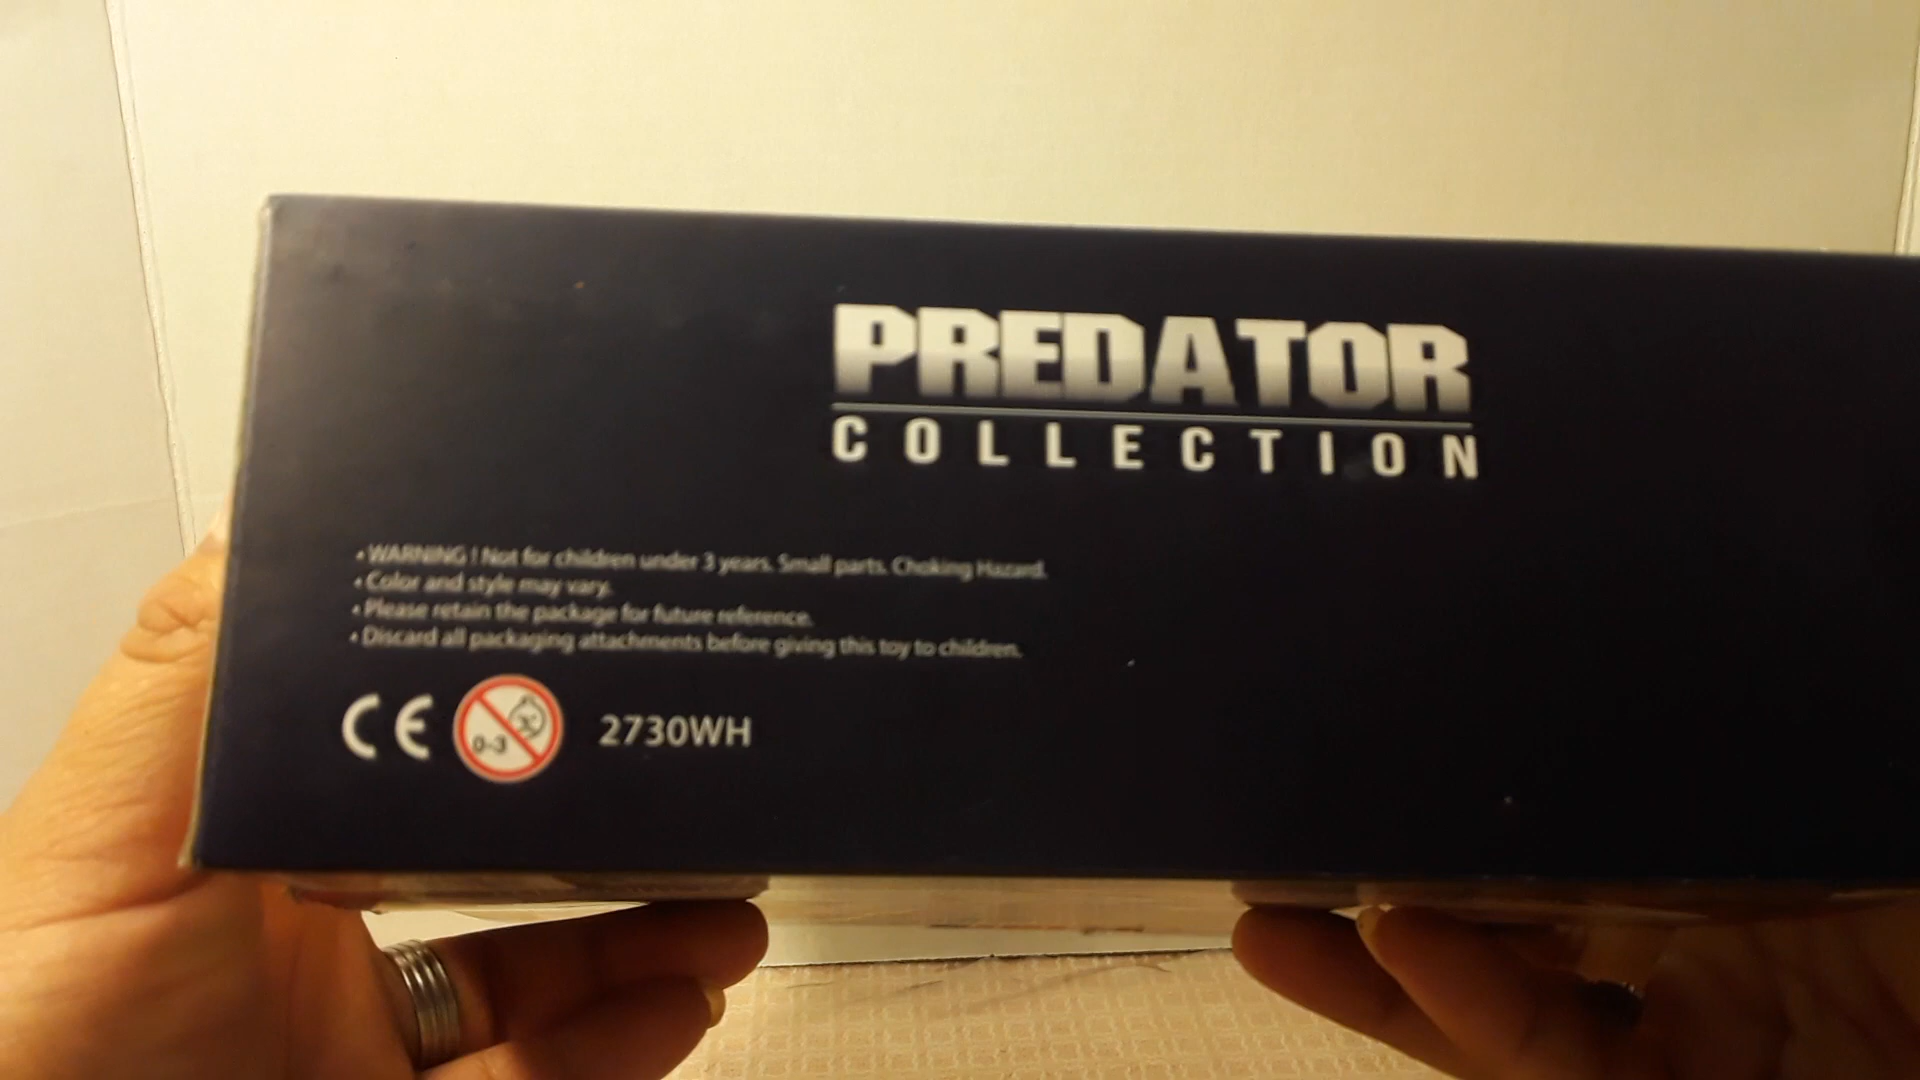 PREDATOR
COLLECTION
• WARNING ! Not for children under 3 years. Small parts. Choking Hazard.
• Color and style may vary.
• Please retain the package for future reference.
• Discard all packaging attachments before giving this toy to children.
CE 0-3 2730WH